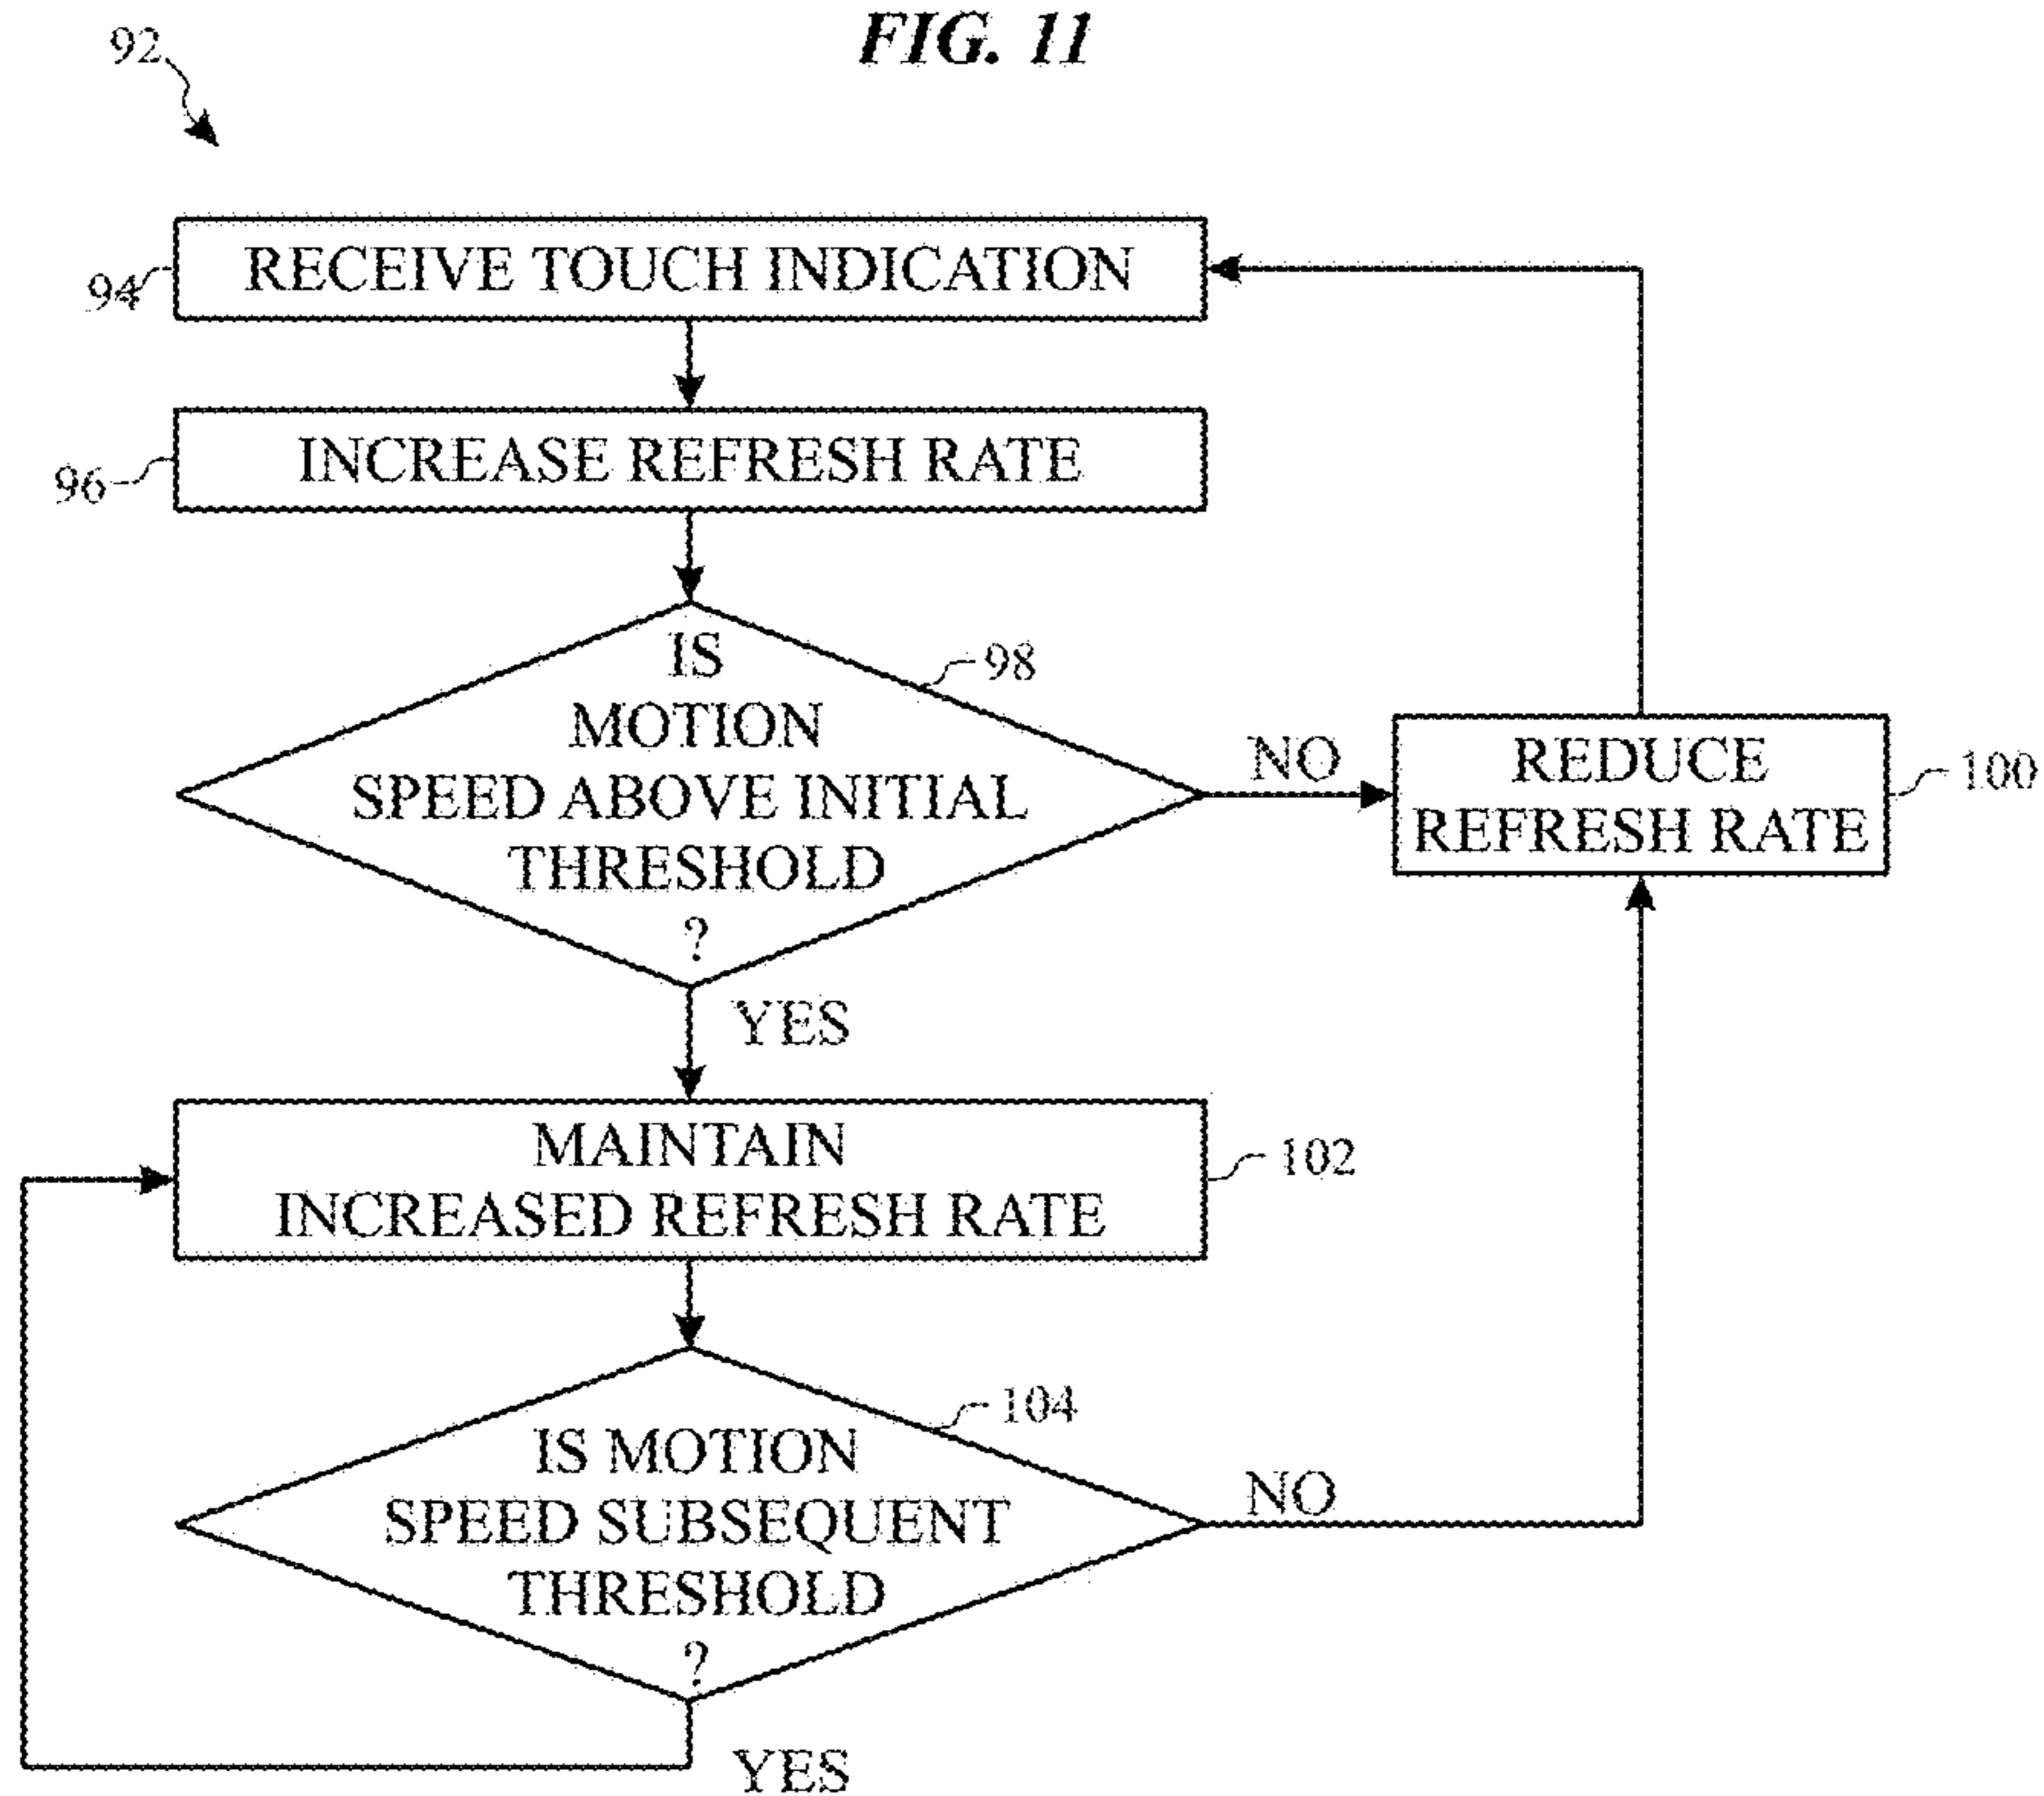 FIG. 11
92
RECEIVE TOUCH INDICATION
94
INCREASE REFRESH RATE
96
IS
MOTION
SPEED ABOVE INITIAL
THRESHOLD
?
98
NO
REDUCE
REFRESH RATE
100
YES
MAINTAIN
INCREASED REFRESH RATE
102
IS MOTION
SPEED SUBSEQUENT
THRESHOLD
?
104
NO
YES